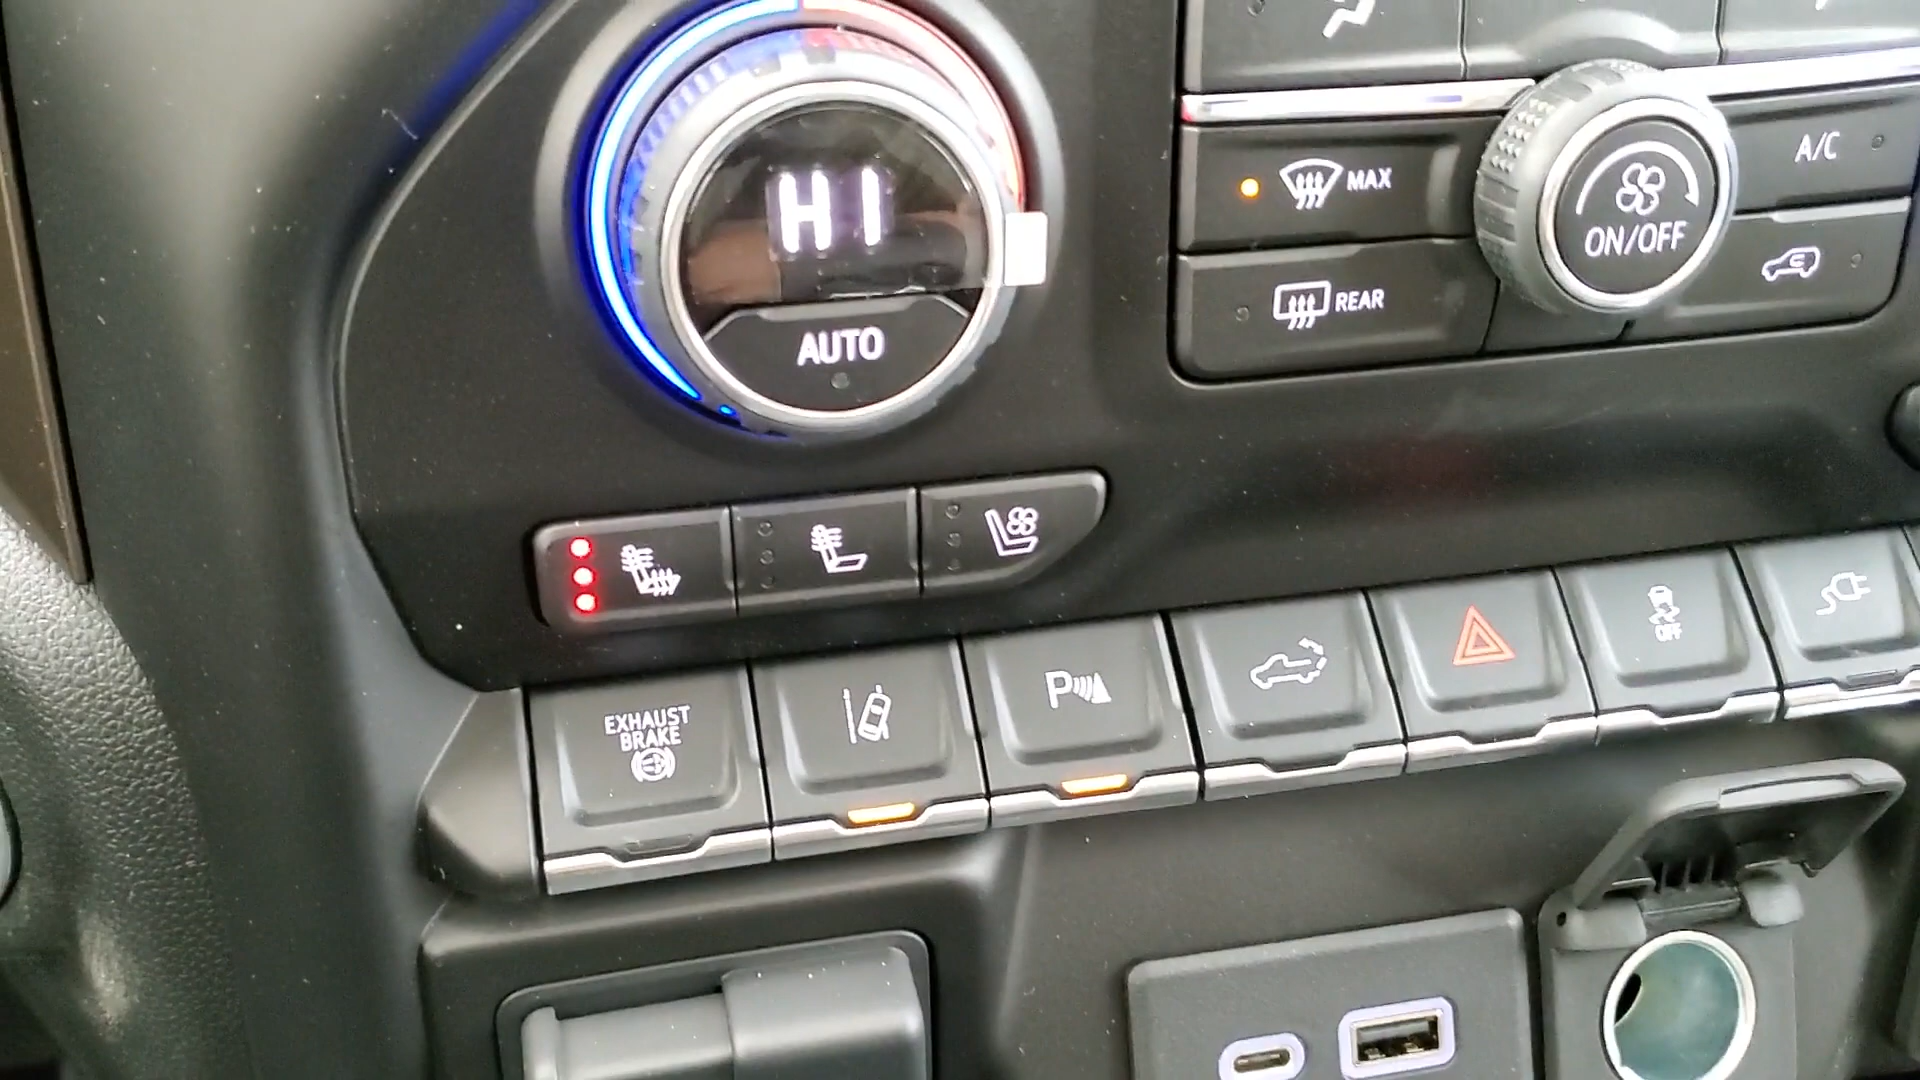 HI
AUTO
MAX
REAR
ON/OFF
A/C
EXHAUST
BRAKE
P
OFF